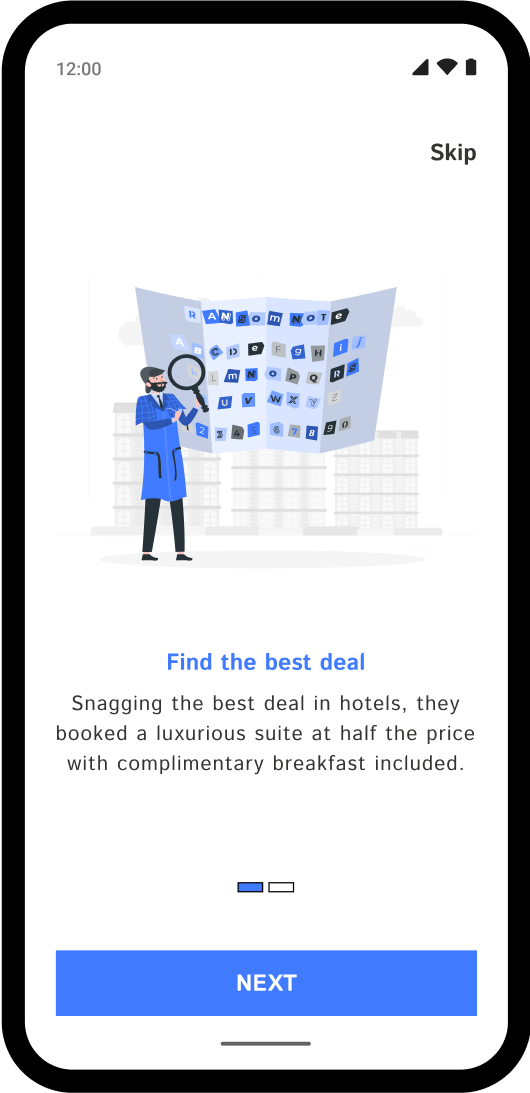 12:00
Skip
RANSOM NOTE
A B C D e F g H i j
L m N O P Q R S
U V W X Y Z
2 3 4 5 6 7 8 9 0
Find the best deal
Snagging the best deal in hotels, they
booked a luxurious suite at half the price
with complimentary breakfast included.
NEXT